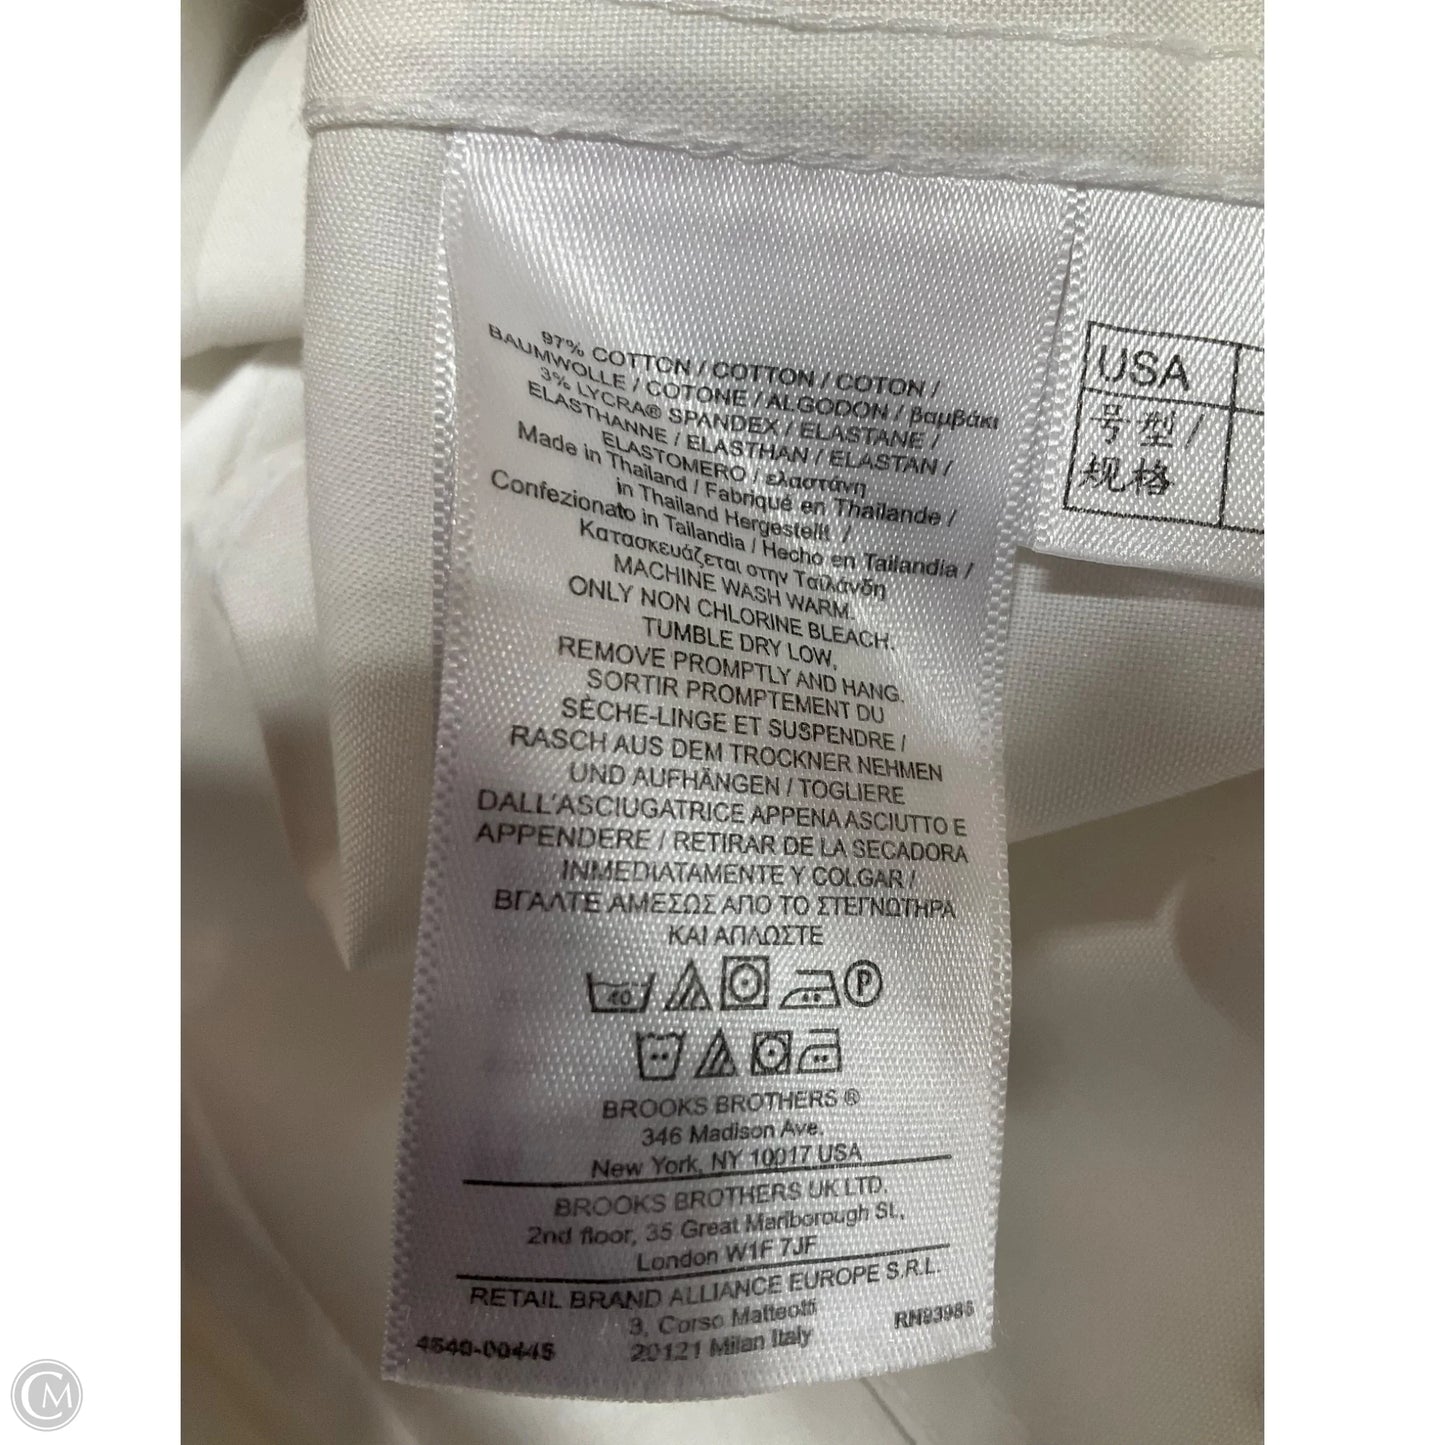 97% COTTON / COTTON / COTON /
BAUMWOLLE / COTONE / ALGODON / βαμβάκι
3% LYCRA® SPANDEX / ELASTANE /
ELASTHANNE / ELASTHAN / ELASTAN /
ELASTOMERO / ελαστάνη
Made in Thailand / Fabriqué en Thaïlande /
in Thailand Hergestellt /
Confezionato in Tailandia / Hecho en Tailandia /
Κατασκευάζεται στην Ταϊλάνδη
MACHINE WASH WARM.
ONLY NON CHLORINE BLEACH.
TUMBLE DRY LOW,
REMOVE PROMPTLY AND HANG.
SORTIR PROMPTEMENT DU
SÈCHE-LINGE ET SUSPENDRE /
RASCH AUS DEM TROCKNER NEHMEN
UND AUFHÄNGEN / TOGLIERE
DALL'ASCIUGATRICE APPENA ASCIUTTO E
APPENDERE / RETIRAR DE LA SECADORA
INMEDIATAMENTE Y COLGAR /
ΒΓΑΛΤΕ ΑΜΕΣΩΣ ΑΠΟ ΤΟ ΣΤΕΓΝΩΤΗΡΑ
ΚΑΙ ΑΠΛΩΣΤΕ
40 P
BROOKS BROTHERS ®
346 Madison Ave.
New York, NY 10017 USA
BROOKS BROTHERS UK LTD.
2nd floor, 35 Great Marlborough St.,
London W1F 7JF
RETAIL BRAND ALLIANCE EUROPE S.R.L.
3, Corso Matteotti
20121 Milan Italy
4540-00445
RN93986
USA
号型 /
规格
CM